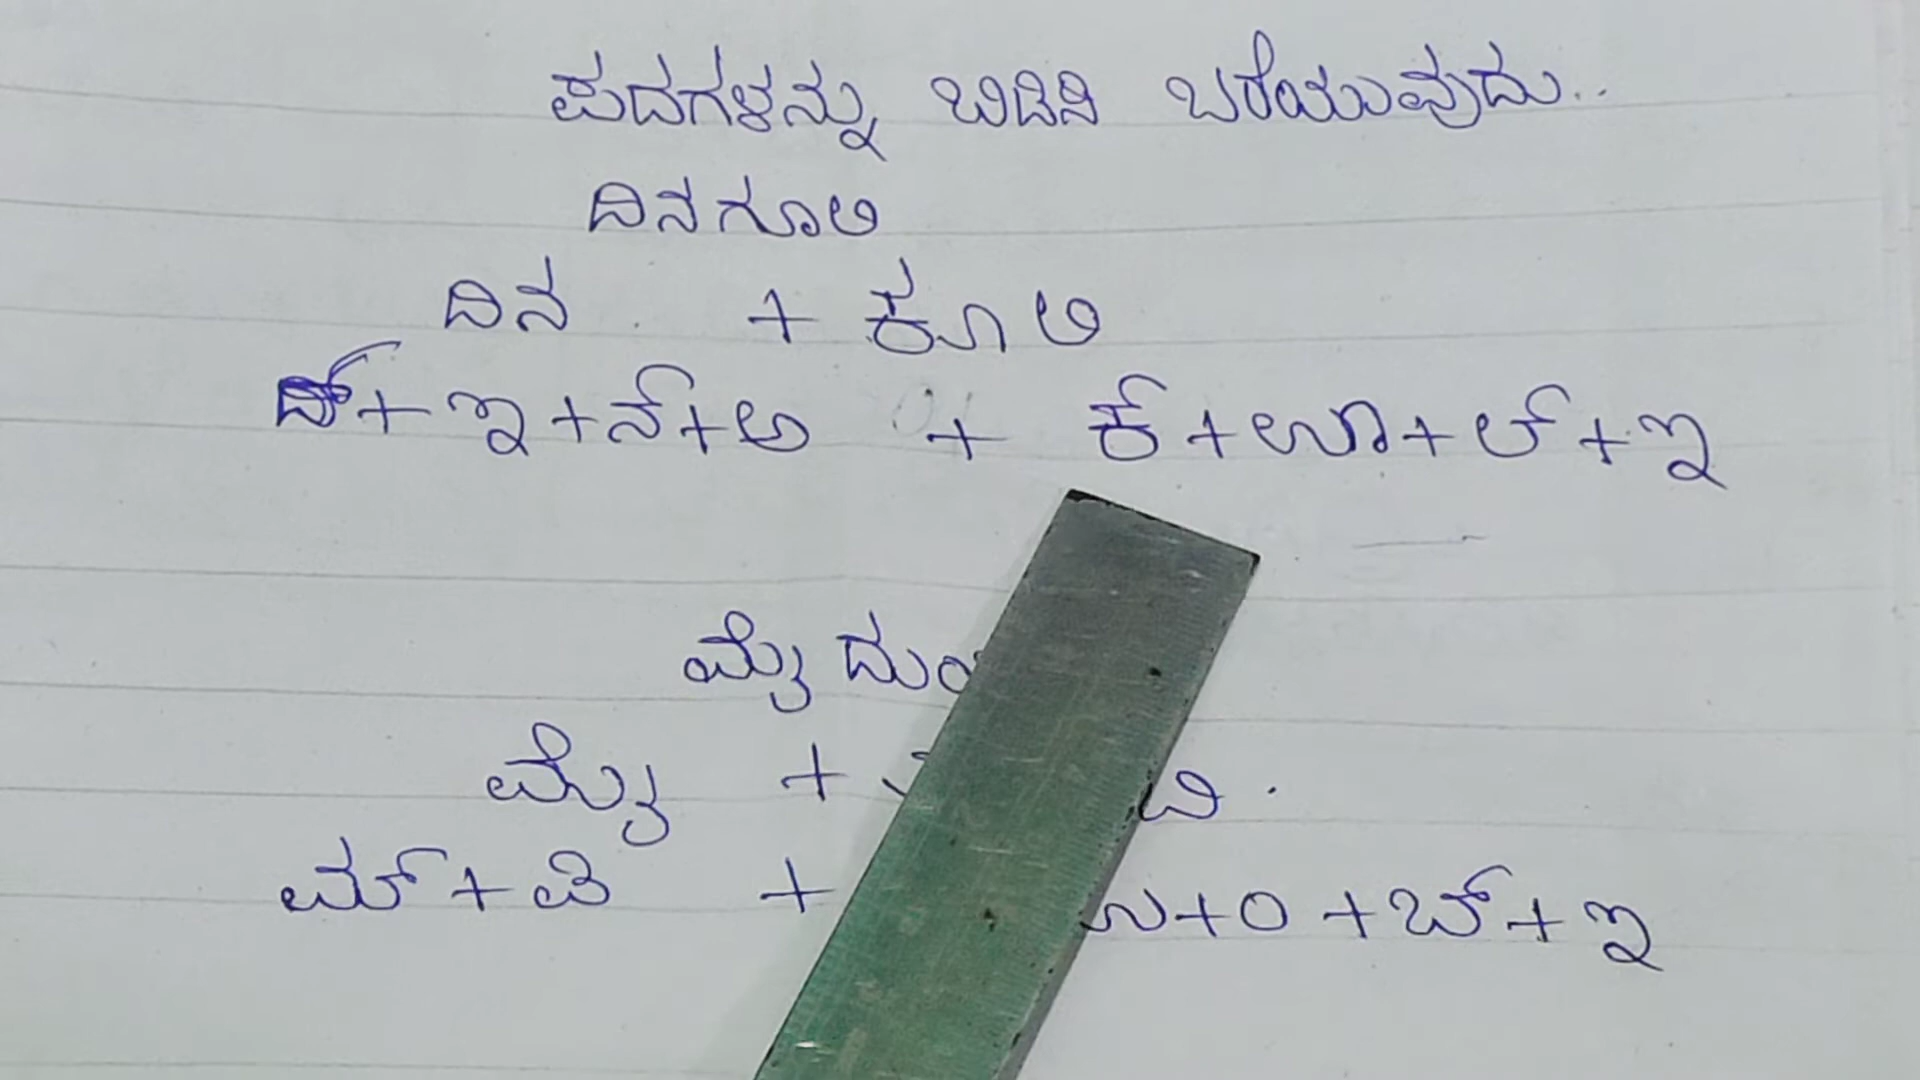 ಪದಗಳನ್ನು ಬಿಡಿಸಿ ಬರೆಯುವುದು..
ದಿನಗೂಲಿ
ದಿನ + ಕೂಲಿ
ದ್+ಇ+ನ್+ಅ + ಕ್+ಊ+ಲ್+ಇ
ಮೈ
ಮೈ +
ಮ್+ಐ + +ಂ+ಬ್+ಇ